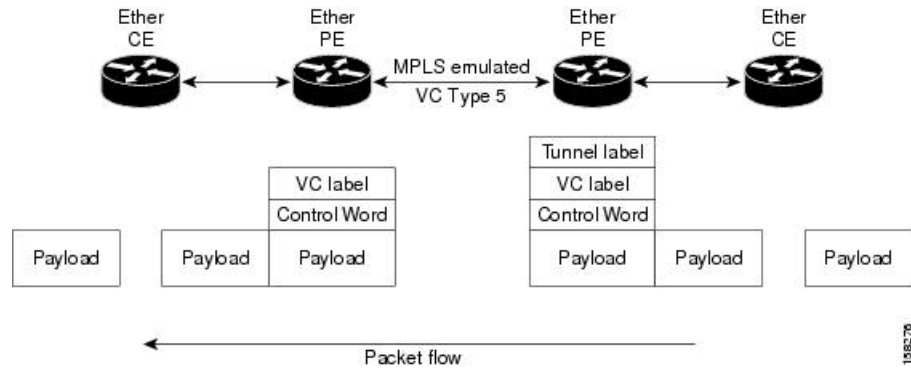 Ether
CE
Ether
PE
Ether
PE
Ether
CE
MPLS emulated
VC Type 5
Tunnel label
VC label
VC label
Control Word
Control Word
Payload
Payload
Payload
Payload
Payload
Payload
Packet flow
158276